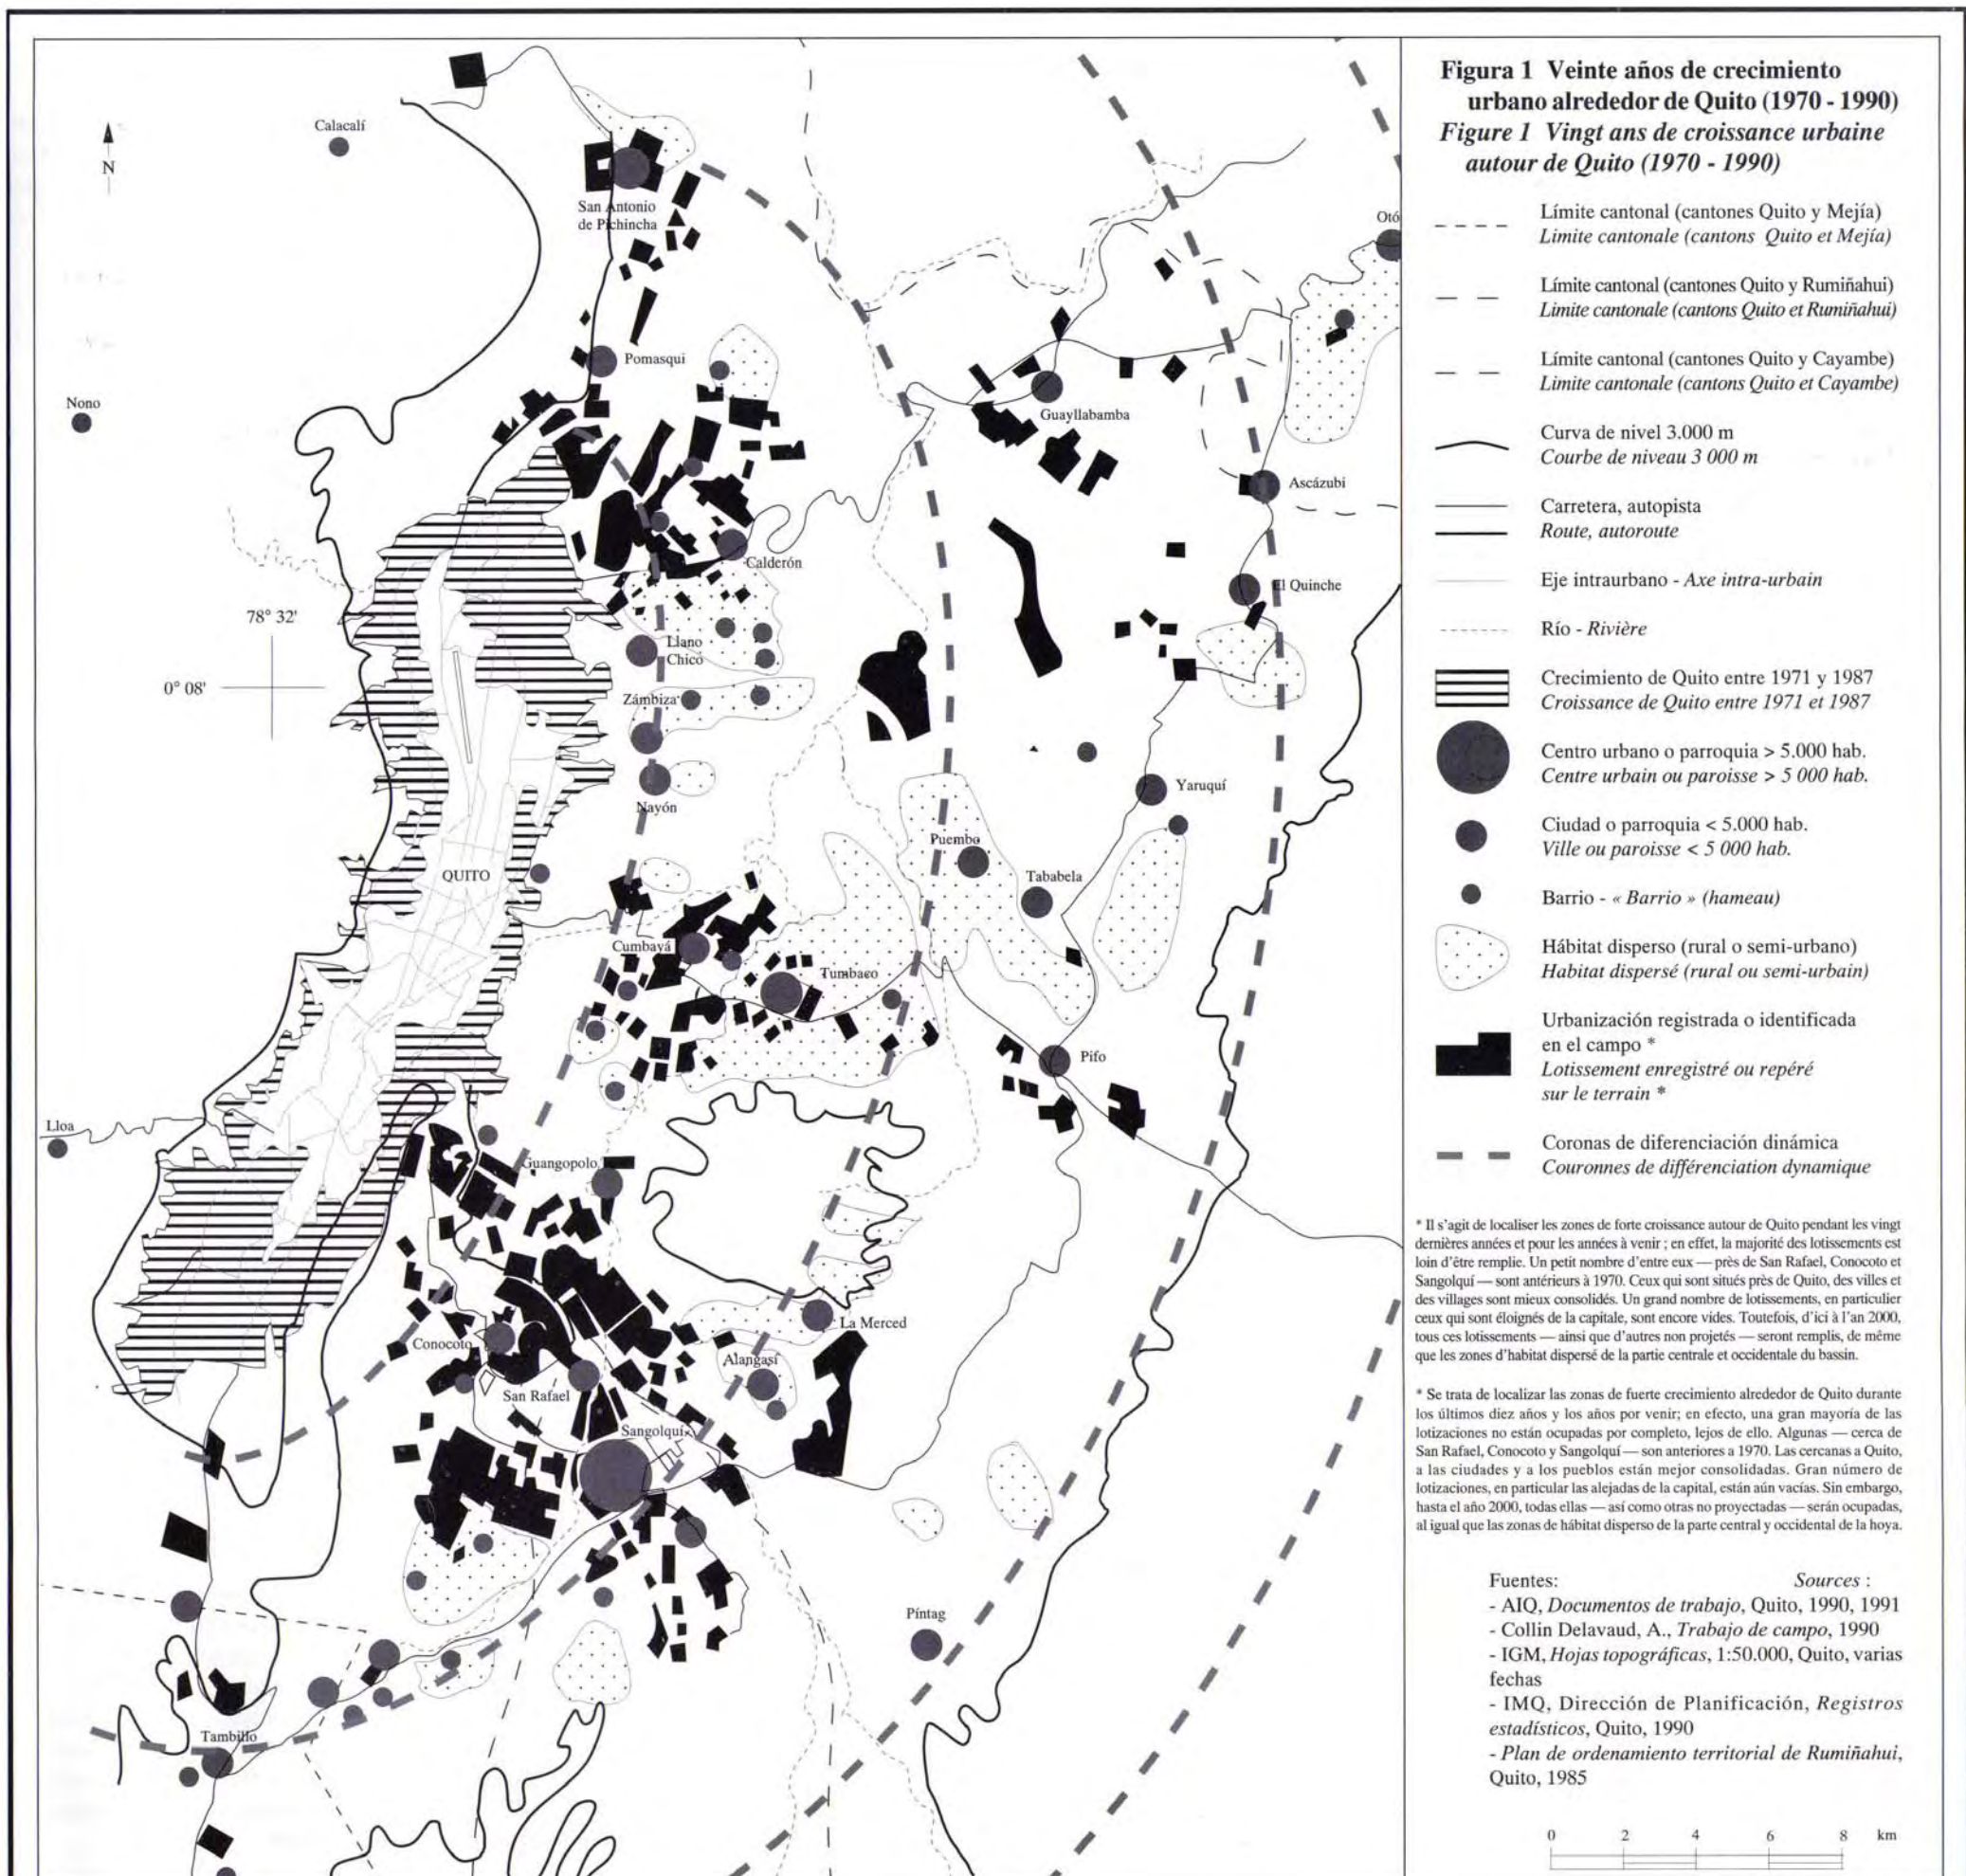 Figura 1 Veinte años de crecimiento
urbano alrededor de Quito (1970 - 1990)
Figure 1 Vingt ans de croissance urbaine
autour de Quito (1970 - 1990)
Límite cantonal (cantones Quito y Mejía)
Limite cantonale (cantons Quito et Mejía)
Límite cantonal (cantones Quito y Rumiñahui)
Limite cantonale (cantons Quito et Rumiñahui)
Límite cantonal (cantones Quito y Cayambe)
Limite cantonale (cantons Quito et Cayambe)
Curva de nivel 3.000 m
Courbe de niveau 3 000 m
Carretera, autopista
Route, autoroute
Eje intraurbano - Axe intra-urbain
Río - Rivière
Crecimiento de Quito entre 1971 y 1987
Croissance de Quito entre 1971 et 1987
Centro urbano o parroquia > 5.000 hab.
Centre urbain ou paroisse > 5 000 hab.
Ciudad o parroquia < 5.000 hab.
Ville ou paroisse < 5 000 hab.
Barrio - « Barrio » (hameau)
Hábitat disperso (rural o semi-urbano)
Habitat dispersé (rural ou semi-urbain)
Urbanización registrada o identificada
en el campo *
Lotissement enregistré ou repéré
sur le terrain *
Coronas de diferenciación dinámica
Couronnes de différenciation dynamique
* Il s'agit de localiser les zones de forte croissance autour de Quito pendant les vingt
dernières années et pour les années à venir ; en effet, la majorité des lotissements est
loin d'être remplie. Un petit nombre d'entre eux — près de San Rafael, Conocoto et
Sangolquí — sont antérieurs à 1970. Ceux qui sont situés près de Quito, des villes et
des villages sont mieux consolidés. Un grand nombre de lotissements, en particulier
ceux qui sont éloignés de la capitale, sont encore vides. Toutefois, d'ici à l'an 2000,
tous ces lotissements — ainsi que d'autres non projetés — seront remplis, de même
que les zones d'habitat dispersé de la partie centrale et occidentale du bassin.
* Se trata de localizar las zonas de fuerte crecimiento alrededor de Quito durante
los últimos diez años y los años por venir; en efecto, una gran mayoría de las
lotizaciones no están ocupadas por completo, lejos de ello. Algunas — cerca de
San Rafael, Conocoto y Sangolquí — son anteriores a 1970. Las cercanas a Quito,
a las ciudades y a los pueblos están mejor consolidadas. Gran número de
lotizaciones, en particular las alejadas de la capital, están aún vacías. Sin embargo,
hasta el año 2000, todas ellas — así como otras no proyectadas — serán ocupadas,
al igual que las zonas de hábitat disperso de la parte central y occidental de la hoya.
Fuentes: Sources :
- AIQ, Documentos de trabajo, Quito, 1990, 1991
- Collin Delavaud, A., Trabajo de campo, 1990
- IGM, Hojas topográficas, 1:50.000, Quito, varias
fechas
- IMQ, Dirección de Planificación, Registros
estadísticos, Quito, 1990
- Plan de ordenamiento territorial de Rumiñahui,
Quito, 1985
0 2 4 6 8 km
N
Calacalí
San Antonio
de Pichincha
Otó
Pomasqui
Nono
Guayllabamba
Ascázubi
Calderón
El Quinche
78° 32'
Llano
Chico
0° 08'
Zámbiza
Yaruquí
Nayón
Puembo
QUITO
Tababela
Cumbayá
Tumbaco
Pifo
Lloa
Guangopolo
La Merced
Conocoto
Alangasí
San Rafael
Sangolquí
Píntag
Tambillo